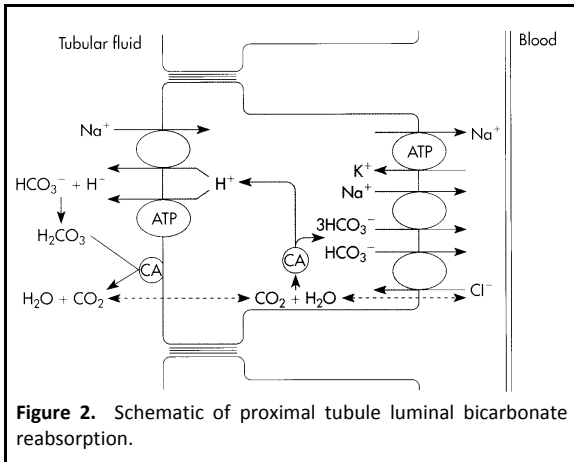 Tubular fluid
Blood
Na⁺
Na⁺
ATP
K⁺
HCO₃⁻ + H⁻
H⁺
Na⁺
ATP
3HCO₃⁻
H₂CO₃
HCO₃⁻
CA
CA
H₂O + CO₂
CO₂ + H₂O
Cl⁻
Figure 2. Schematic of proximal tubule luminal bicarbonate
reabsorption.